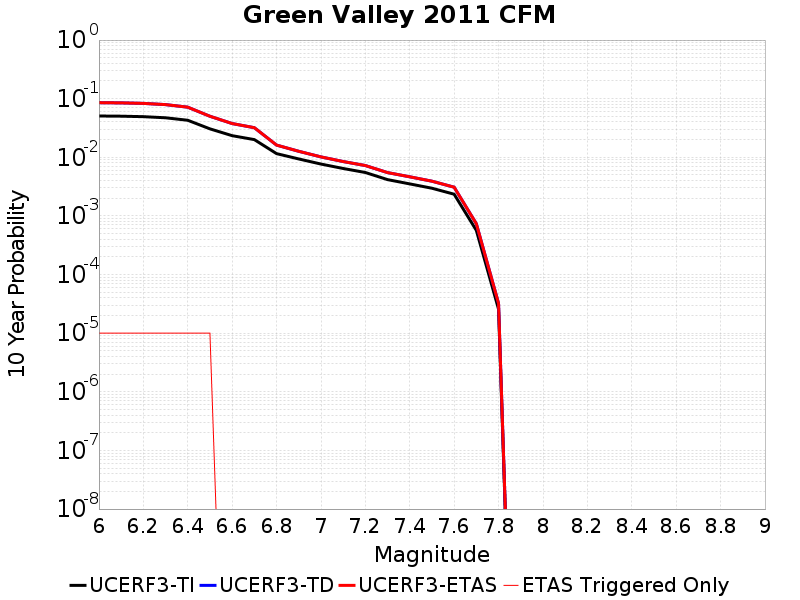 Green Valley 2011 CFM
10^0
10^-1
10^-2
10^-3
10^-4
10^-5
10^-6
10^-7
10^-8
10 Year Probability
6 6.2 6.4 6.6 6.8 7 7.2 7.4 7.6 7.8 8 8.2 8.4 8.6 8.8 9
Magnitude
UCERF3-TI UCERF3-TD UCERF3-ETAS ETAS Triggered Only